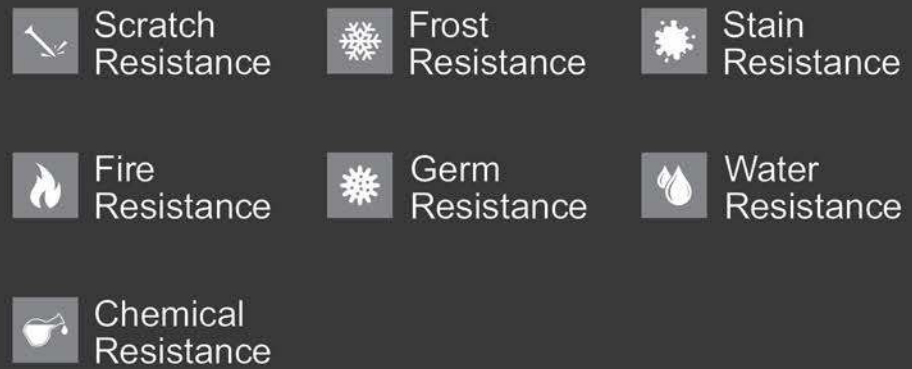 Scratch
Resistance
Frost
Resistance
Stain
Resistance
Fire
Resistance
Germ
Resistance
Water
Resistance
Chemical
Resistance